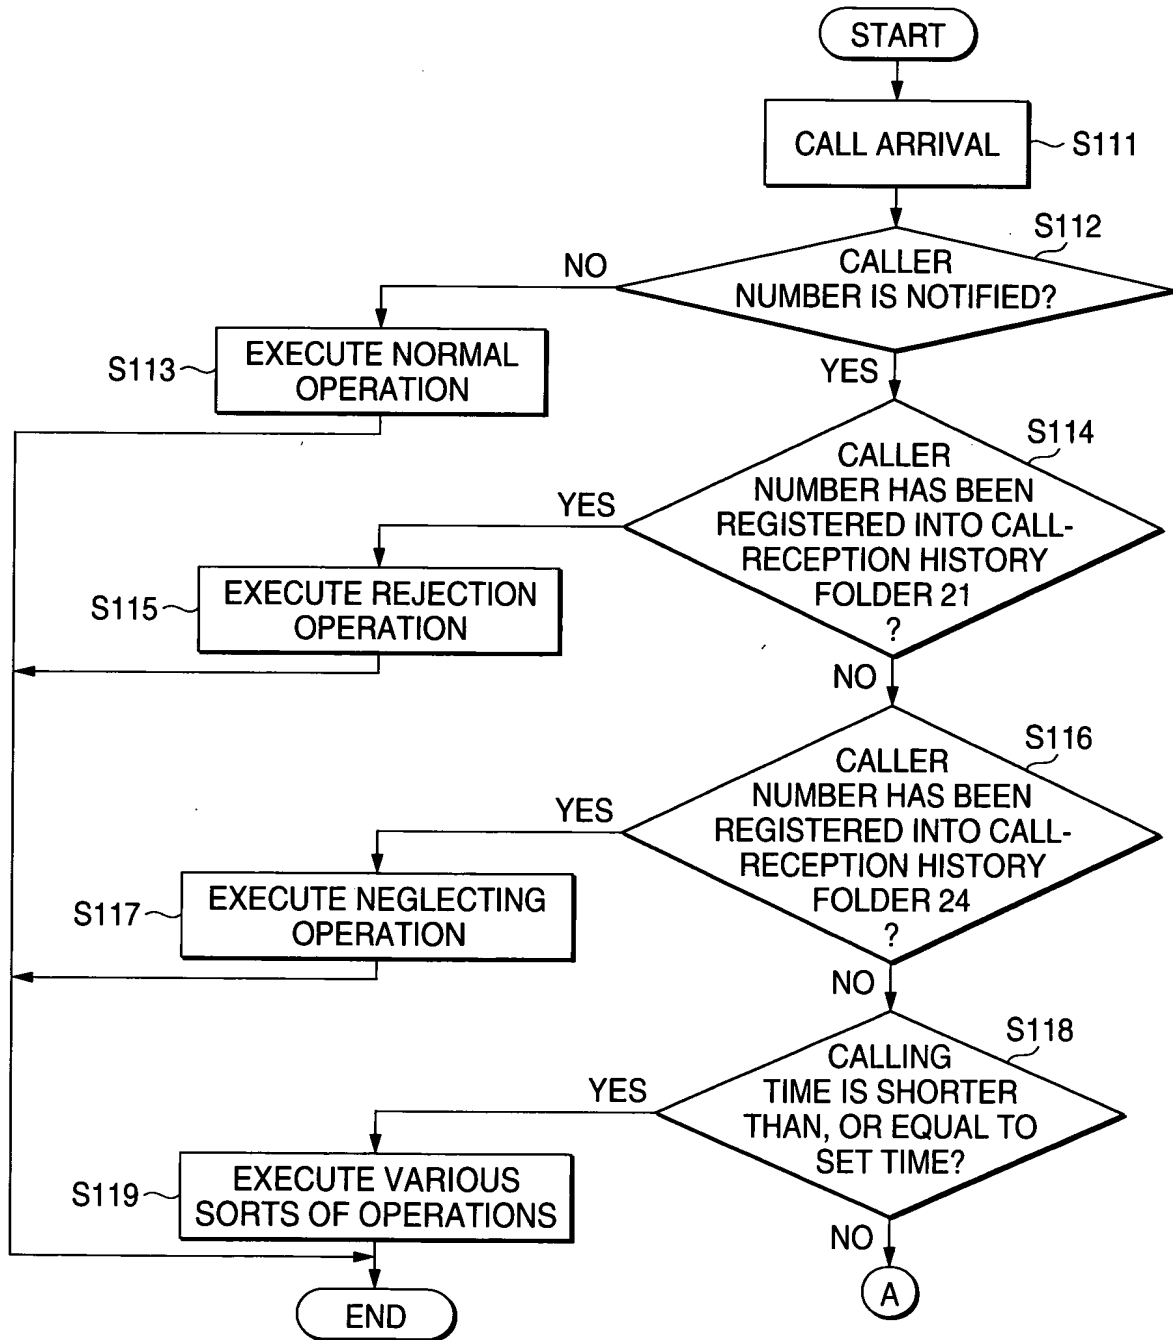 START
CALL ARRIVAL
S111
S112
CALLER
NUMBER IS NOTIFIED?
NO
YES
S113
EXECUTE NORMAL
OPERATION
S114
CALLER
NUMBER HAS BEEN
REGISTERED INTO CALL-
RECEPTION HISTORY
FOLDER 21
?
YES
NO
S115
EXECUTE REJECTION
OPERATION
S116
CALLER
NUMBER HAS BEEN
REGISTERED INTO CALL-
RECEPTION HISTORY
FOLDER 24
?
YES
NO
S117
EXECUTE NEGLECTING
OPERATION
S118
CALLING
TIME IS SHORTER
THAN, OR EQUAL TO
SET TIME?
YES
NO
S119
EXECUTE VARIOUS
SORTS OF OPERATIONS
END
A